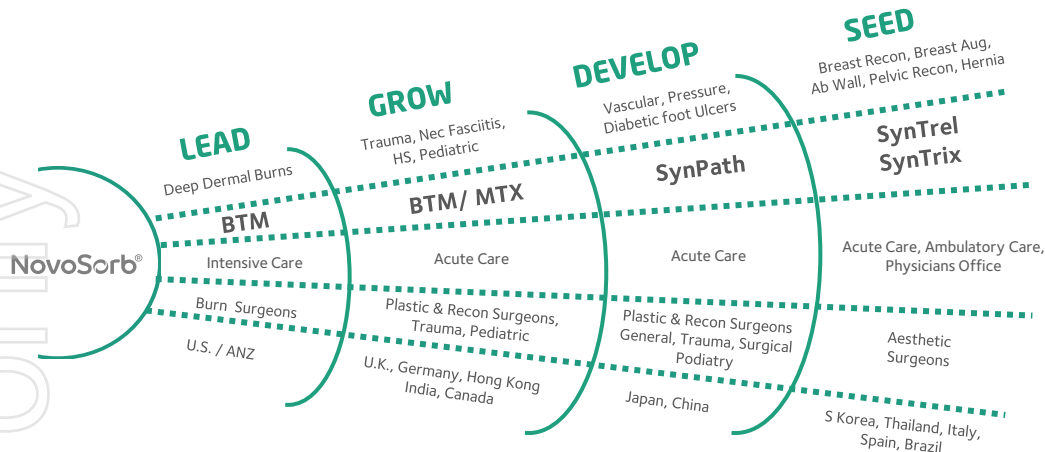 NovoSorb®
LEAD
Deep Dermal Burns
BTM
Intensive Care
Burn Surgeons
U.S. / ANZ
GROW
Trauma, Nec Fasciitis,
HS, Pediatric
BTM/ MTX
Acute Care
Plastic & Recon Surgeons,
Trauma, Pediatric
U.K., Germany, Hong Kong
India, Canada
DEVELOP
Vascular, Pressure,
Diabetic foot Ulcers
SynPath
Acute Care
Plastic & Recon Surgeons
General, Trauma, Surgical
Podiatry
Japan, China
SEED
Breast Recon, Breast Aug,
Ab Wall, Pelvic Recon, Hernia
SynTrel
SynTrix
Acute Care, Ambulatory Care,
Physicians Office
Aesthetic
Surgeons
S Korea, Thailand, Italy,
Spain, Brazil